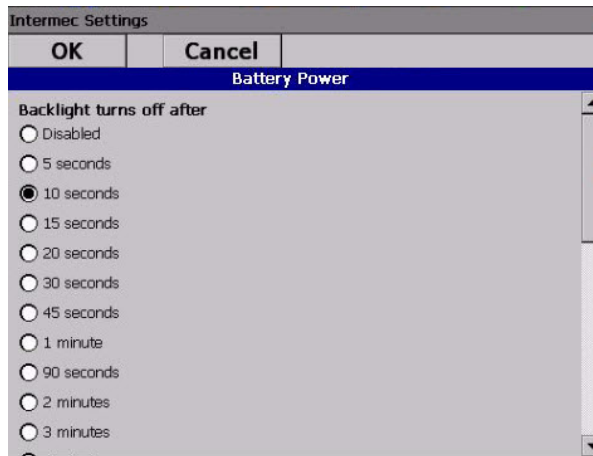 Intermec Settings
OK Cancel
Battery Power
Backlight turns off after
Disabled
5 seconds
10 seconds
15 seconds
20 seconds
30 seconds
45 seconds
1 minute
90 seconds
2 minutes
3 minutes